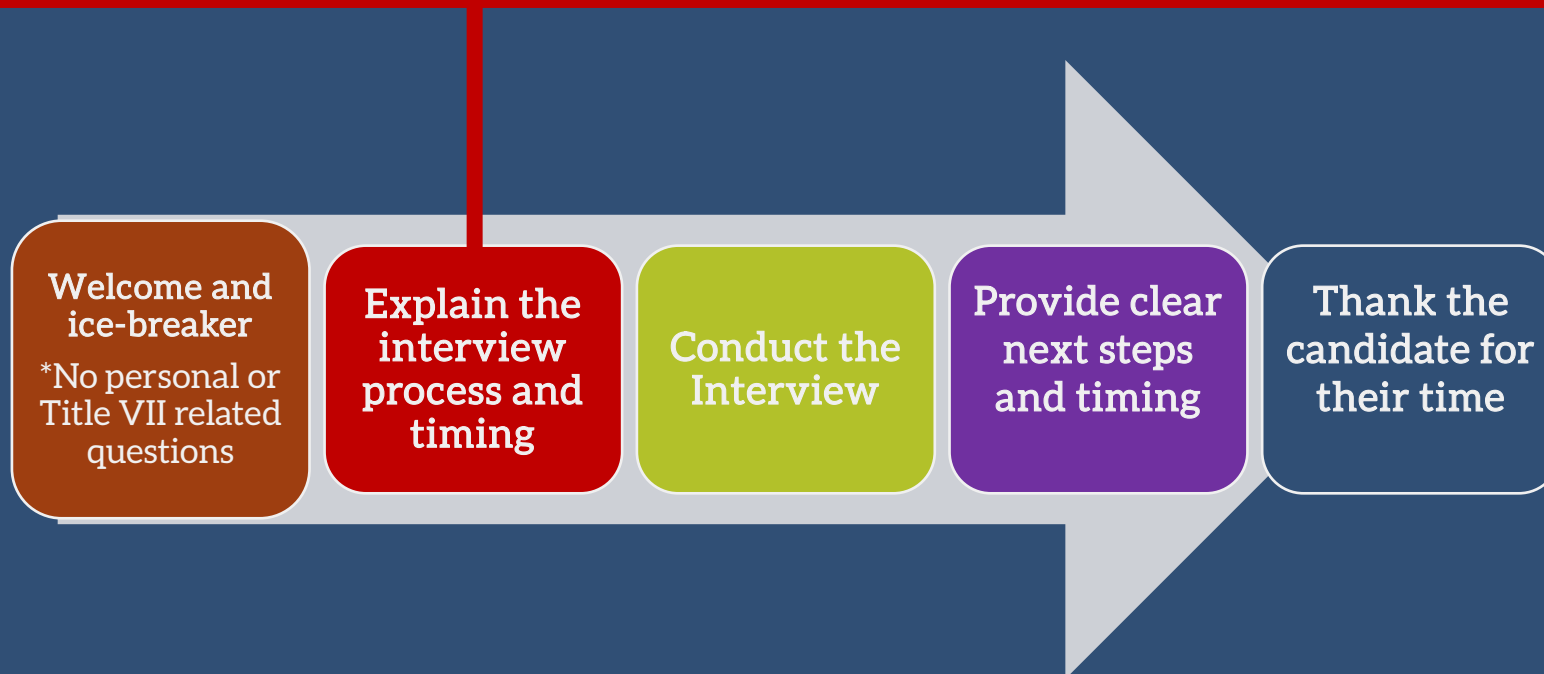 Welcome and
ice-breaker
*No personal or
Title VII related
questions
Explain the
interview
process and
timing
Conduct the
Interview
Provide clear
next steps
and timing
Thank the
candidate for
their time